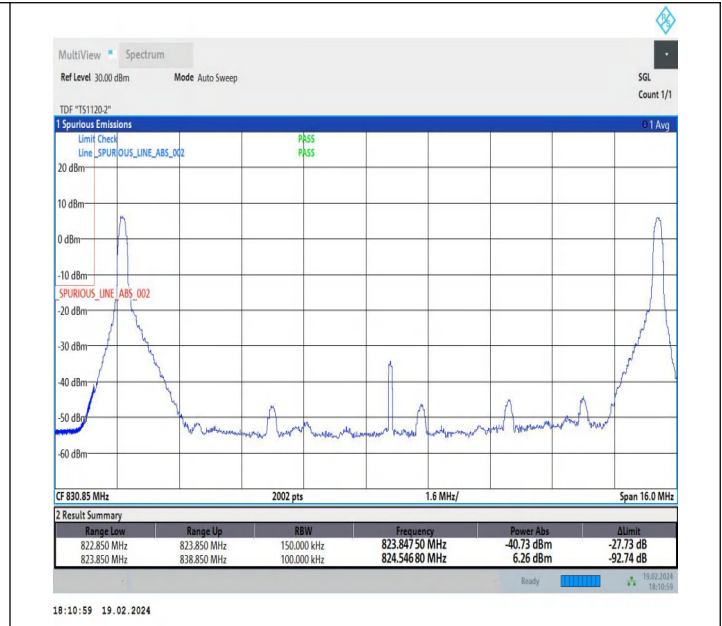 R S
MultiView Spectrum
Ref Level 30.00 dBm Mode Auto Sweep SGL
Count 1/1
TDF "TS1120-2"
1 Spurious Emissions 1 Avg
Limit Check PASS
Line _SPURIOUS_LINE_ABS_002 PASS
20 dBm
10 dBm
0 dBm
-10 dBm
_SPURIOUS_LINE_ABS_002
-20 dBm
-30 dBm
-40 dBm
-50 dBm
-60 dBm
CF 830.85 MHz 2002 pts 1.6 MHz/ Span 16.0 MHz
2 Result Summary
Range Low Range Up RBW Frequency Power Abs ΔLimit
822.850 MHz 823.850 MHz 150.000 kHz 823.84750 MHz -40.73 dBm -27.73 dB
823.850 MHz 838.850 MHz 100.000 kHz 824.54680 MHz 6.26 dBm -92.74 dB
Ready 19.02.2024
18:10:59
18:10:59 19.02.2024